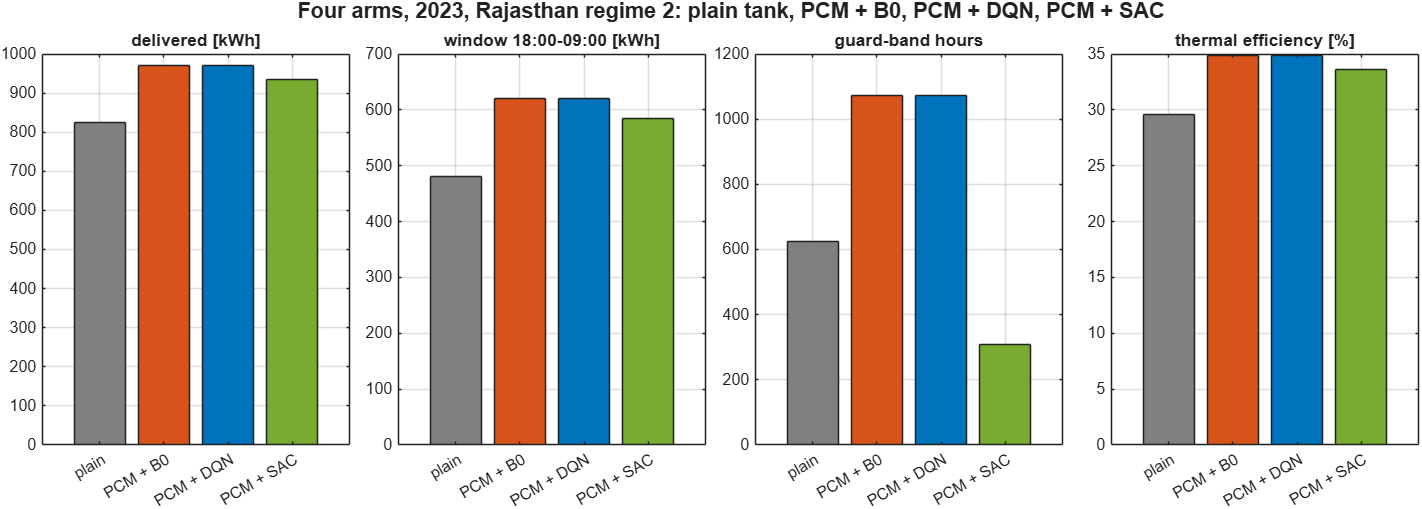 Four arms, 2023, Rajasthan regime 2: plain tank, PCM + B0, PCM + DQN, PCM + SAC
delivered [kWh]
1000
900
800
700
600
500
400
300
200
100
0
plain
PCM + B0
PCM + DQN
PCM + SAC
window 18:00-09:00 [kWh]
700
600
500
400
300
200
100
0
plain
PCM + B0
PCM + DQN
PCM + SAC
guard-band hours
1200
1000
800
600
400
200
0
plain
PCM + B0
PCM + DQN
PCM + SAC
thermal efficiency [%]
35
30
25
20
15
10
5
0
plain
PCM + B0
PCM + DQN
PCM + SAC